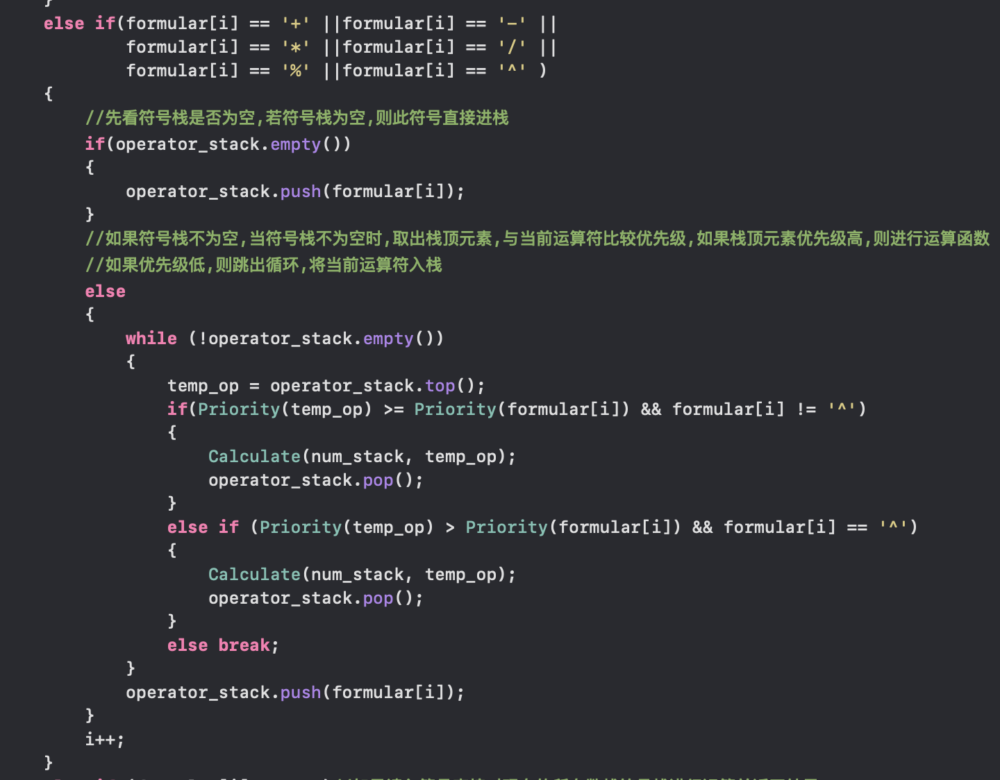 }
else if(formular[i] == '+' ||formular[i] == '-' ||
formular[i] == '*' ||formular[i] == '/' ||
formular[i] == '%' ||formular[i] == '^' )
{
//先看符号栈是否为空,若符号栈为空,则此符号直接进栈
if(operator_stack.empty())
{
operator_stack.push(formular[i]);
}
//如果符号栈不为空,当符号栈不为空时,取出栈顶元素,与当前运算符比较优先级,如果栈顶元素优先级高,则进行运算函数
//如果优先级低,则跳出循环,将当前运算符入栈
else
{
while (!operator_stack.empty())
{
temp_op = operator_stack.top();
if(Priority(temp_op) >= Priority(formular[i]) && formular[i] != '^')
{
Calculate(num_stack, temp_op);
operator_stack.pop();
}
else if (Priority(temp_op) > Priority(formular[i]) && formular[i] == '^')
{
Calculate(num_stack, temp_op);
operator_stack.pop();
}
else break;
}
operator_stack.push(formular[i]);
}
i++;
}